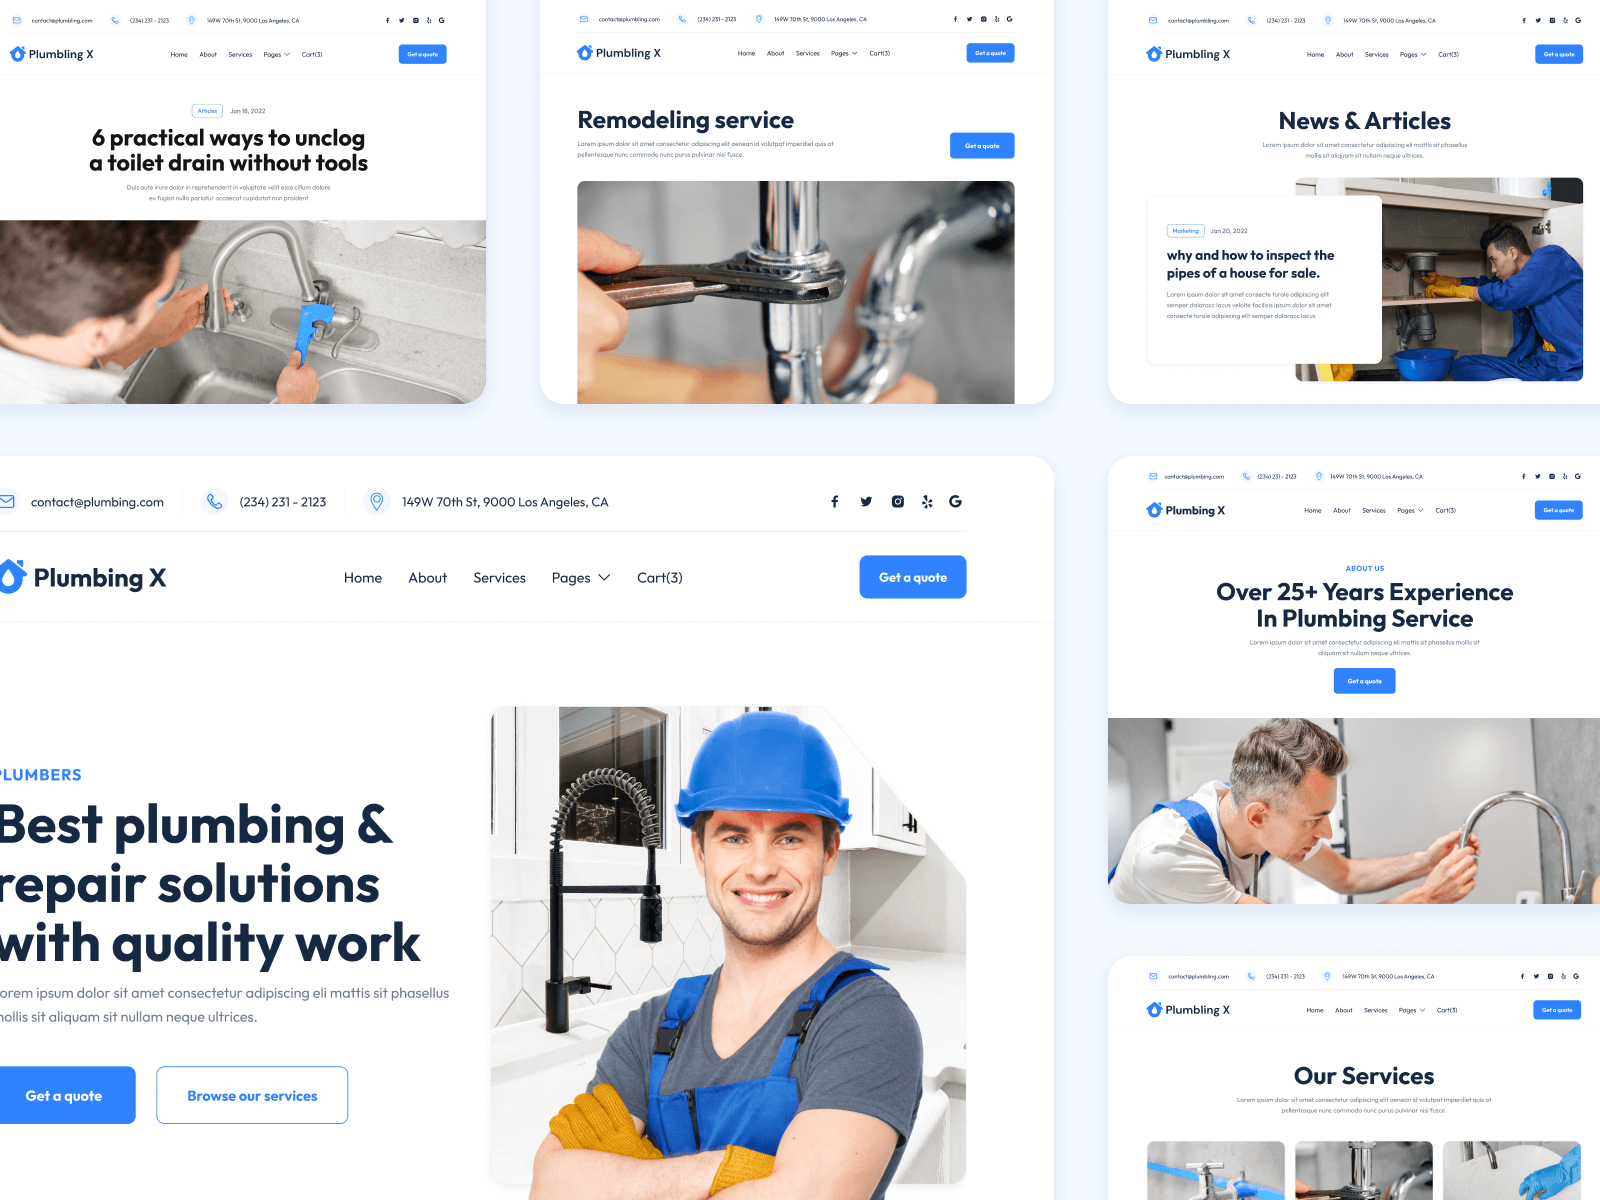 contact@plumbling.com
(234) 231 - 2123
149W 70th St, 9000 Los Angeles, CA
Plumbling X
Home About Services Pages Cart(3)
Get a quote
Articles
Jan 18, 2022
6 practical ways to unclog
a toilet drain without tools
Duis aute irure dolor in reprehenderit in voluptate velit esse cillum dolore
eu fugiat nulla pariatur occaecat cupidatat non proident
contact@plumbling.com
(234) 231 - 2123
149W 70th St, 9000 Los Angeles, CA
Plumbling X
Home About Services Pages Cart(3)
Get a quote
Remodeling service
Lorem ipsum dolor sit amet consectetur adipiscing elit aenean id volutpat imperdiet quis at
pellentesque nunc commodo nunc purus pulvinar nisi fusce.
Get a quote
contact@plumbling.com
(234) 231 - 2123
149W 70th St, 9000 Los Angeles, CA
Plumbling X
Home About Services Pages Cart(3)
Get a quote
News & Articles
Lorem ipsum dolor sit amet consectetur adipiscing eli mattis sit phasellus
mollis sit aliquam sit nullam neque ultrices.
Marketing
Jan 20, 2022
why and how to inspect the
pipes of a house for sale.
Lorem ipsum dolor sit amet consecte turole adipiscing elit
semper dalaracc lacus velolte facilisis ipsum dolor sit amet
consecte turole adipiscing elit semper dalaracc lacus
contact@plumbing.com
(234) 231 - 2123
149W 70th St, 9000 Los Angeles, CA
Plumbing X
Home About Services Pages Cart(3)
Get a quote
PLUMBERS
Best plumbing &
repair solutions
with quality work
orem ipsum dolor sit amet consectetur adipiscing eli mattis sit phasellus
mollis sit aliquam sit nullam neque ultrices.
Get a quote
Browse our services
contact@plumbing.com
(234) 231 - 2123
149W 70th St, 9000 Los Angeles, CA
Plumbing X
Home About Services Pages Cart(3)
Get a quote
ABOUT US
Over 25+ Years Experience
In Plumbing Service
Lorem ipsum dolor sit amet consectetur adipiscing eli mattis sit phasellus mollis sit
aliquam sit nullam neque ultrices.
Get a quote
contact@plumbling.com
(234) 231 - 2123
149W 70th St, 9000 Los Angeles, CA
Plumbling X
Home About Services Pages Cart(3)
Get a quote
Our Services
Lorem ipsum dolor sit amet consectetur adipiscing elit aenean id volutpat imperdiet quis at
pellentesque nunc commodo nunc purus pulvinar nisi fusce.